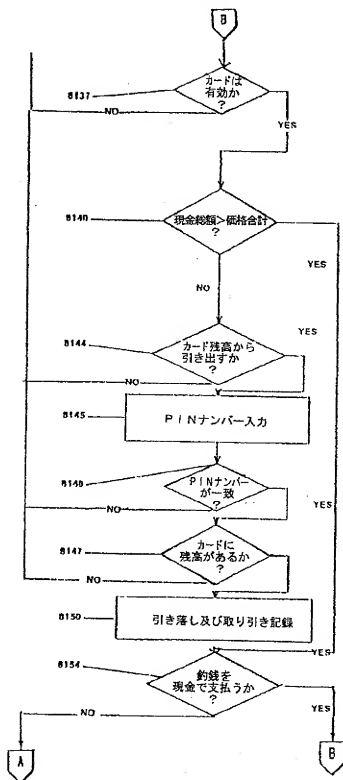 B
カードは
有効か
?
8137
NO
YES
8140
現金総額>価格合計
?
YES
NO
YES
8144
カード残高から
引き出すか
?
NO
8145
PINナンバー入力
8146
PINナンバー
が一致
?
YES
NO
YES
8147
カードに
残高があるか
?
NO
8150
引き落し及び取り引き記録
YES
8154
釣銭を
現金で支払うか
?
NO
YES
A
B